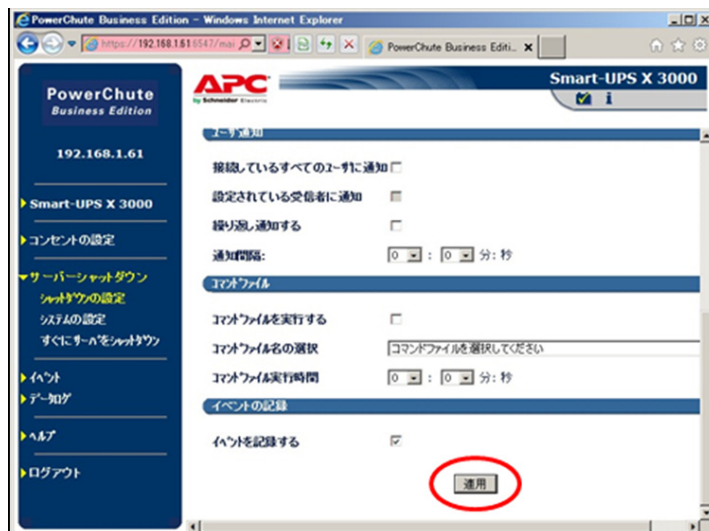 PowerChute Business Edition - Windows Internet Explorer
https://192.168.1.61:6547/mai
PowerChute Business Editi...
PowerChute
Business Edition
192.168.1.61
Smart-UPS X 3000
コンセントの設定
サーバーシャットダウン
シャットダウンの設定
システムの設定
すぐにサーバをシャットダウン
イベント
データログ
ヘルプ
ログアウト
APC
by Schneider Electric
Smart-UPS X 3000
ユーザ通知
接続しているすべてのユーザに通知
設定されている受信者に通知
繰り返し通知する
通知間隔: 0 : 0 分:秒
コマンドファイル
コマンドファイルを実行する
コマンドファイル名の選択 コマンドファイルを選択してください
コマンドファイル実行時間 0 : 0 分:秒
イベントの記録
イベントを記録する
適用